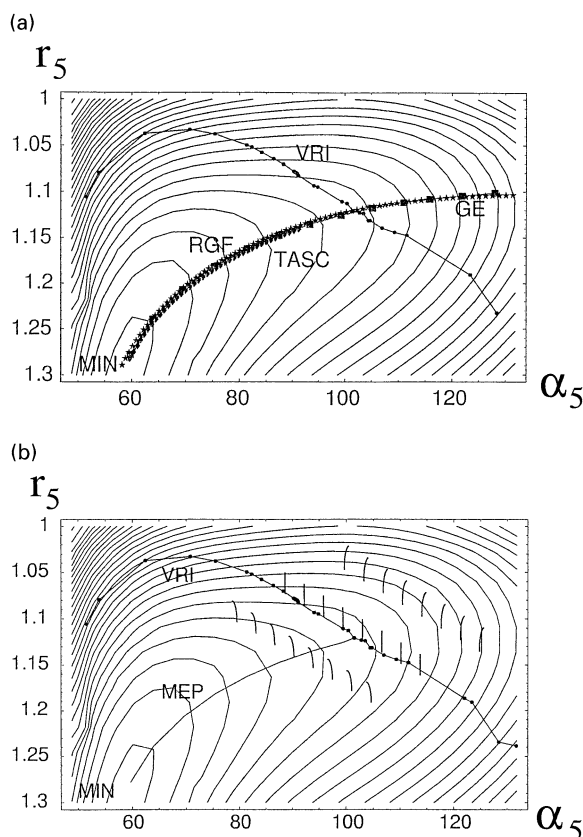 (a)
r₅
1
1.05
1.1
1.15
1.2
1.25
1.3
VRI
GE
RGF
TASC
MIN
60 80 100 120
α₅
(b)
r₅
1
1.05
1.1
1.15
1.2
1.25
1.3
VRI
MEP
MIN
60 80 100 120
α₅